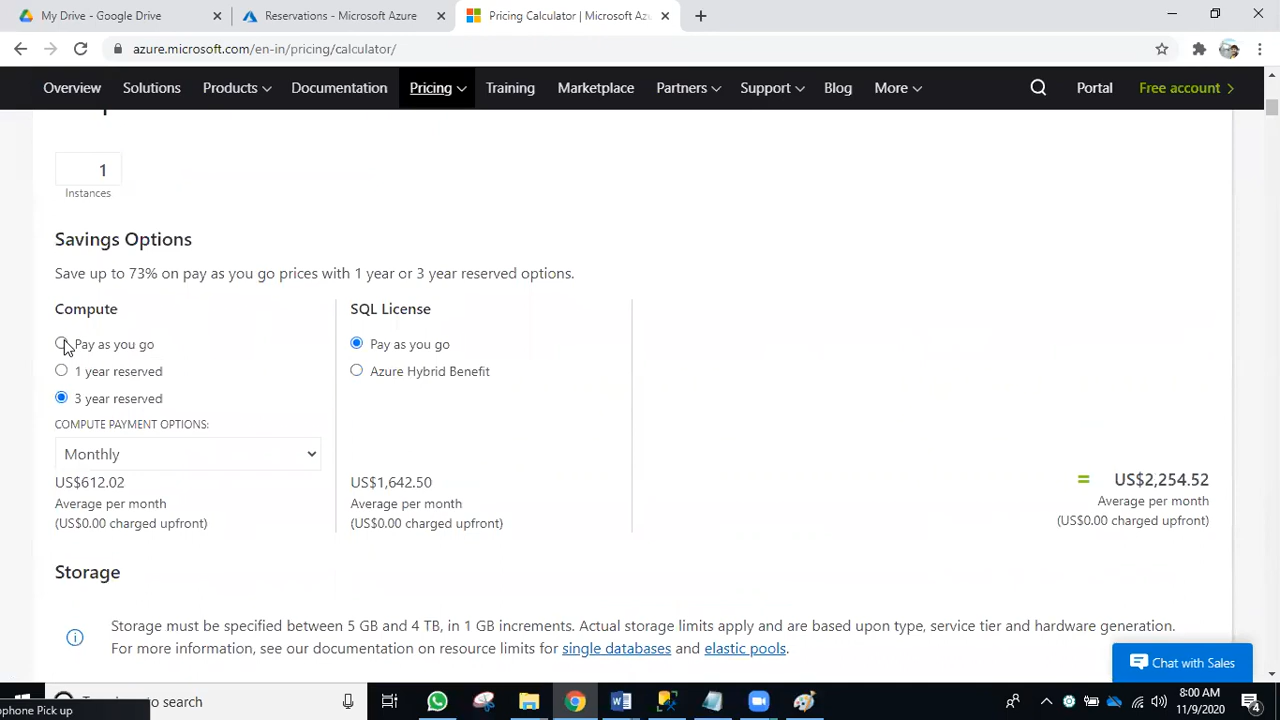 My Drive - Google Drive
Reservations - Microsoft Azure
Pricing Calculator | Microsoft Az
azure.microsoft.com/en-in/pricing/calculator/
Overview Solutions Products Documentation Pricing Training Marketplace Partners Support Blog More Portal Free account
1
Instances
Savings Options
Save up to 73% on pay as you go prices with 1 year or 3 year reserved options.
Compute
Pay as you go
1 year reserved
3 year reserved
COMPUTE PAYMENT OPTIONS:
Monthly
US$612.02
Average per month
(US$0.00 charged upfront)
SQL License
Pay as you go
Azure Hybrid Benefit
US$1,642.50
Average per month
(US$0.00 charged upfront)
= US$2,254.52
Average per month
(US$0.00 charged upfront)
Storage
Storage must be specified between 5 GB and 4 TB, in 1 GB increments. Actual storage limits apply and are based upon type, service tier and hardware generation.
For more information, see our documentation on resource limits for single databases and elastic pools.
Chat with Sales
to search
ophone Pick up
8:00 AM
11/9/2020
4